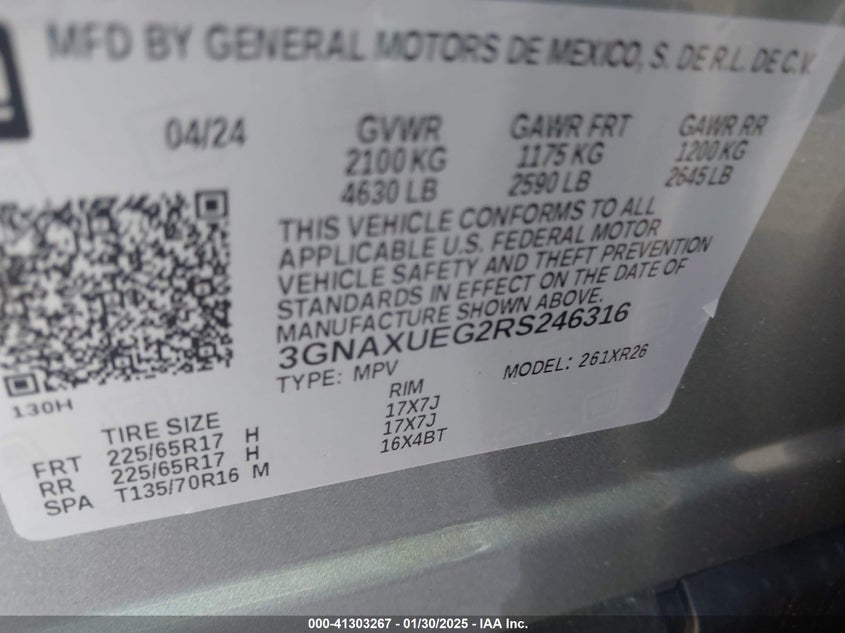 MFD BY GENERAL MOTORS DE MEXICO, S. DE R.L. DE C.V.
04/24 GVWR GAWR FRT GAWR RR
2100 KG 1175 KG 1200 KG
4630 LB 2590 LB 2645 LB
THIS VEHICLE CONFORMS TO ALL
APPLICABLE U.S. FEDERAL MOTOR
VEHICLE SAFETY AND THEFT PREVENTION
STANDARDS IN EFFECT ON THE DATE OF
MANUFACTURE SHOWN ABOVE.
3GNAXUEG2RS246316
TYPE: MPV MODEL: 261XR26
130H
TIRE SIZE RIM
FRT 225/65R17 H 17X7J
RR 225/65R17 H 17X7J
SPA T135/70R16 M 16X4BT
000-41303267 - 01/30/2025 - IAA Inc.